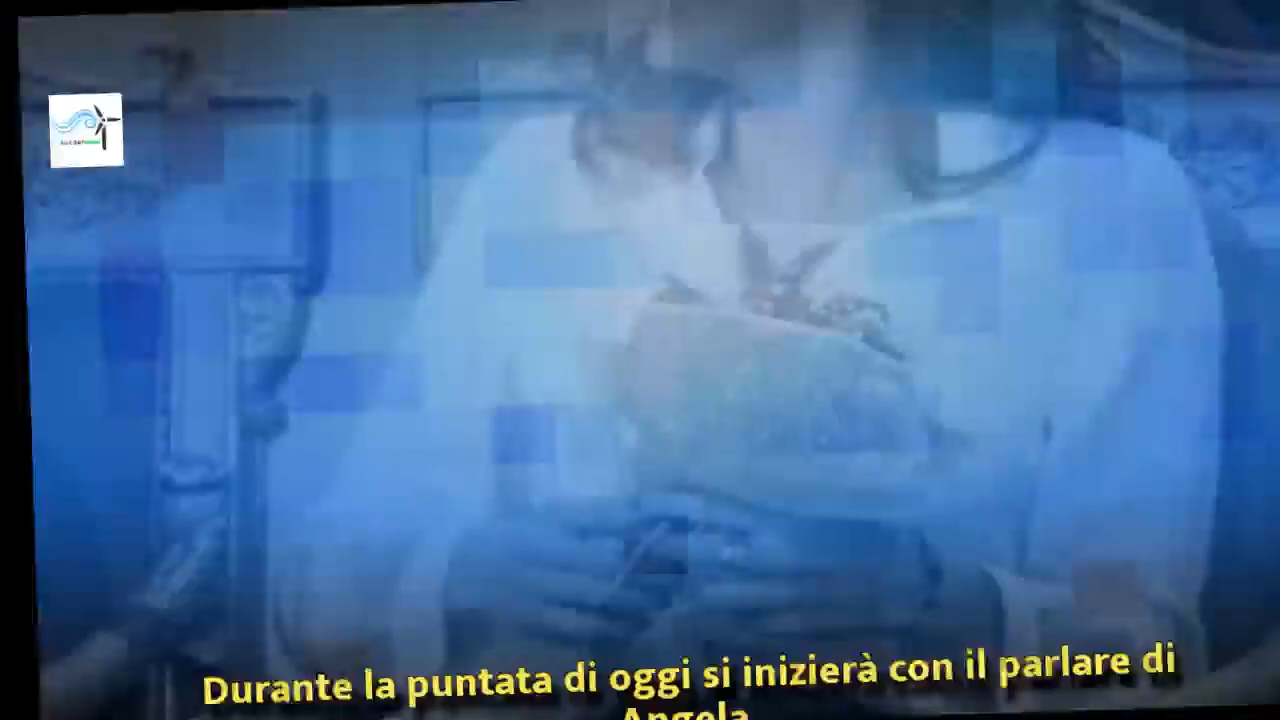 Durante la puntata di oggi si inizierà con il parlare di
Angela